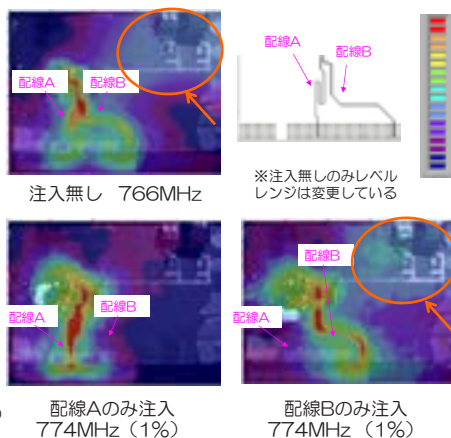 配線A
配線B
注入無し 766MHz
配線A
配線B
※注入無しのみレベル
レンジは変更している
配線A
配線B
配線Aのみ注入
774MHz（1%）
配線B
配線A
配線Bのみ注入
774MHz （1%）